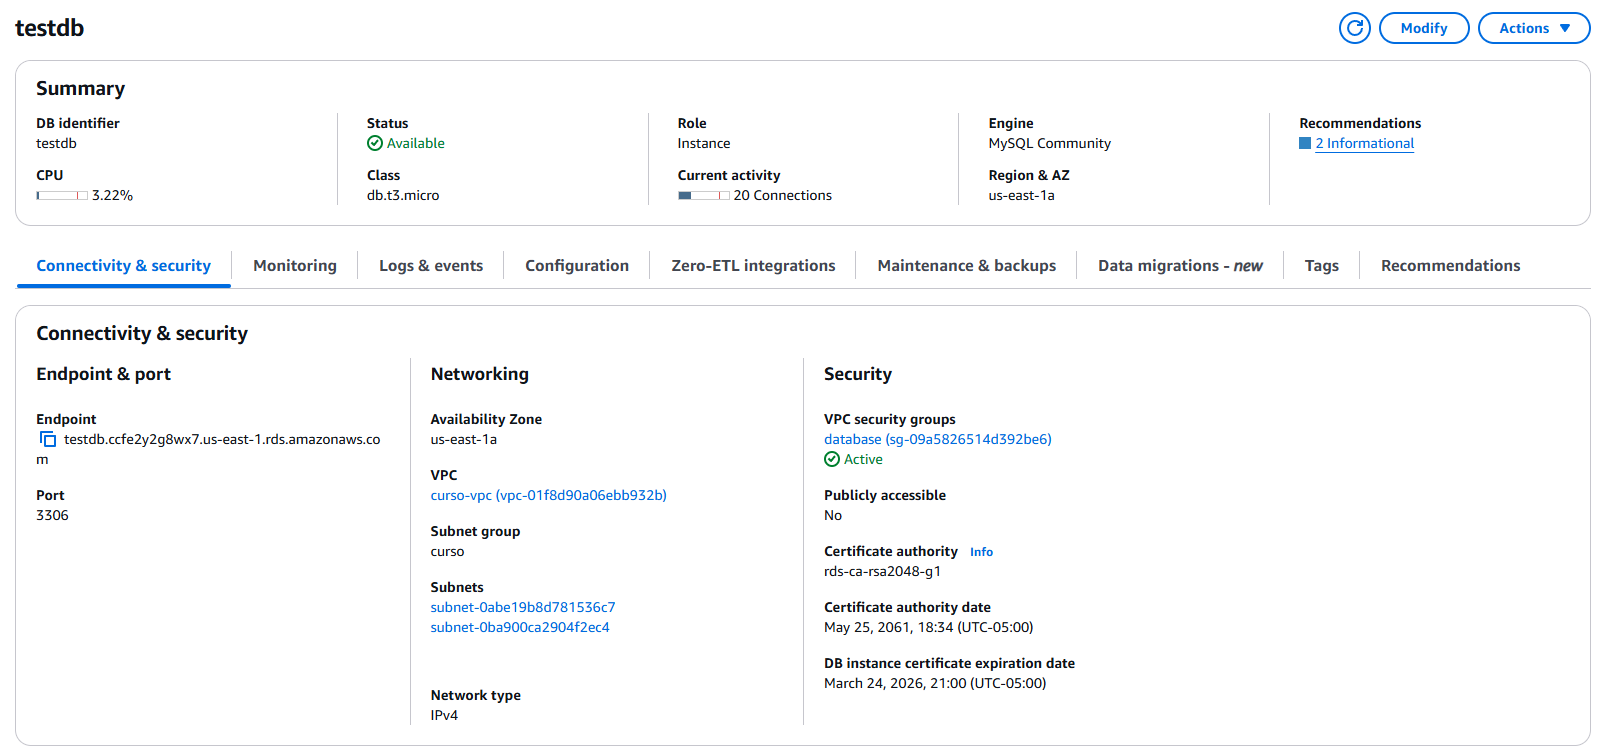 testdb
Modify
Actions
Summary
DB identifier
testdb
Status
Available
Role
Instance
Engine
MySQL Community
Recommendations
2 Informational
CPU
3.22%
Class
db.t3.micro
Current activity
20 Connections
Region & AZ
us-east-1a
Connectivity & security
Monitoring
Logs & events
Configuration
Zero-ETL integrations
Maintenance & backups
Data migrations - new
Tags
Recommendations
Connectivity & security
Endpoint & port
Endpoint
testdb.ccfe2y2g8wx7.us-east-1.rds.amazonaws.co
m
Port
3306
Networking
Availability Zone
us-east-1a
VPC
curso-vpc (vpc-01f8d90a06ebb932b)
Subnet group
curso
Subnets
subnet-0abe19b8d781536c7
subnet-0ba900ca2904f2ec4
Network type
IPv4
Security
VPC security groups
database (sg-09a5826514d392be6)
Active
Publicly accessible
No
Certificate authority Info
rds-ca-rsa2048-g1
Certificate authority date
May 25, 2061, 18:34 (UTC-05:00)
DB instance certificate expiration date
March 24, 2026, 21:00 (UTC-05:00)